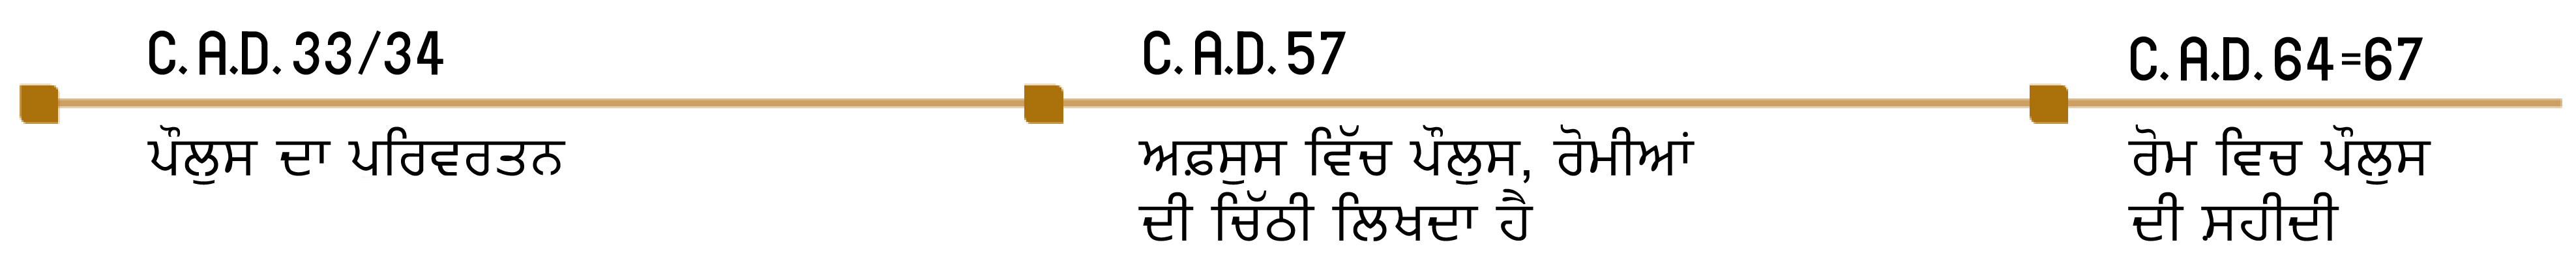 C. A.D. 33/34
ਪੌਲੁਸ ਦਾ ਪਰਿਵਰਤਨ
C. A.D. 57
ਅਫ਼ਸੁਸ ਵਿੱਚ ਪੌਲੁਸ, ਰੋਮੀਆਂ
ਦੀ ਚਿੱਠੀ ਲਿਖਦਾ ਹੈ
C. A.D. 64=67
ਰੋਮ ਵਿਚ ਪੌਲੁਸ
ਦੀ ਸ਼ਹੀਦੀ